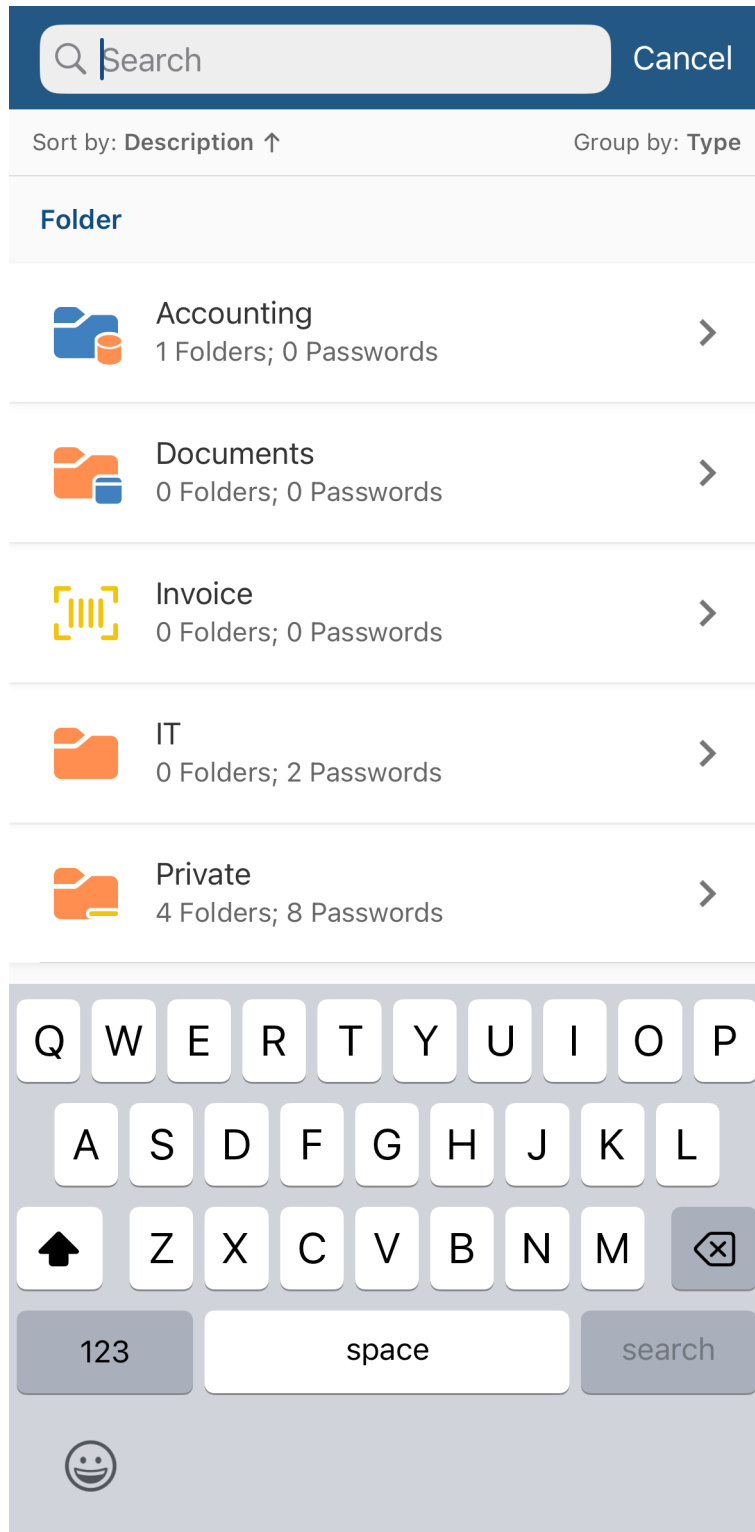 Search Cancel
Sort by: Description ↑ Group by: Type
Folder
Accounting
1 Folders; 0 Passwords
Documents
0 Folders; 0 Passwords
Invoice
0 Folders; 0 Passwords
IT
0 Folders; 2 Passwords
Private
4 Folders; 8 Passwords
Q W E R T Y U I O P
A S D F G H J K L
Z X C V B N M
123 space search